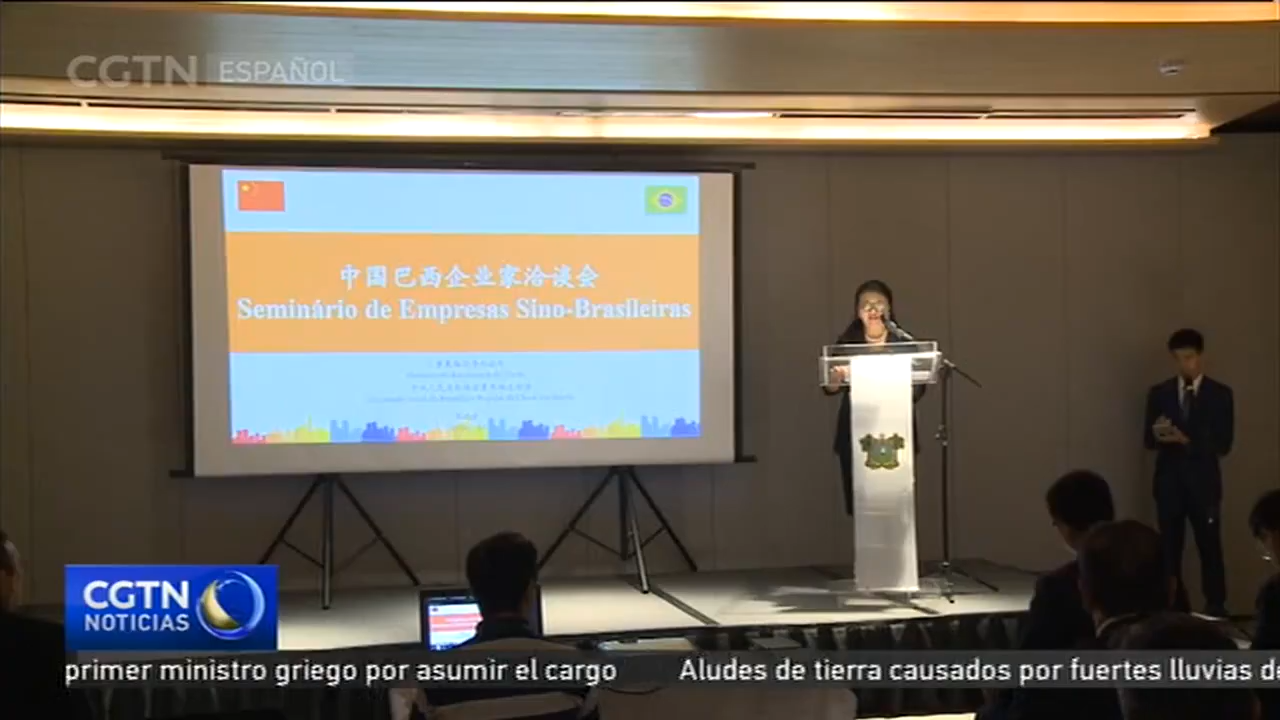 CGTN ESPAÑOL
中国巴西企业家洽谈会
Seminário de Empresas Sino-Brasileiras
CGTN
NOTICIAS
primer ministro griego por asumir el cargo
Aludes de tierra causados por fuertes lluvias de